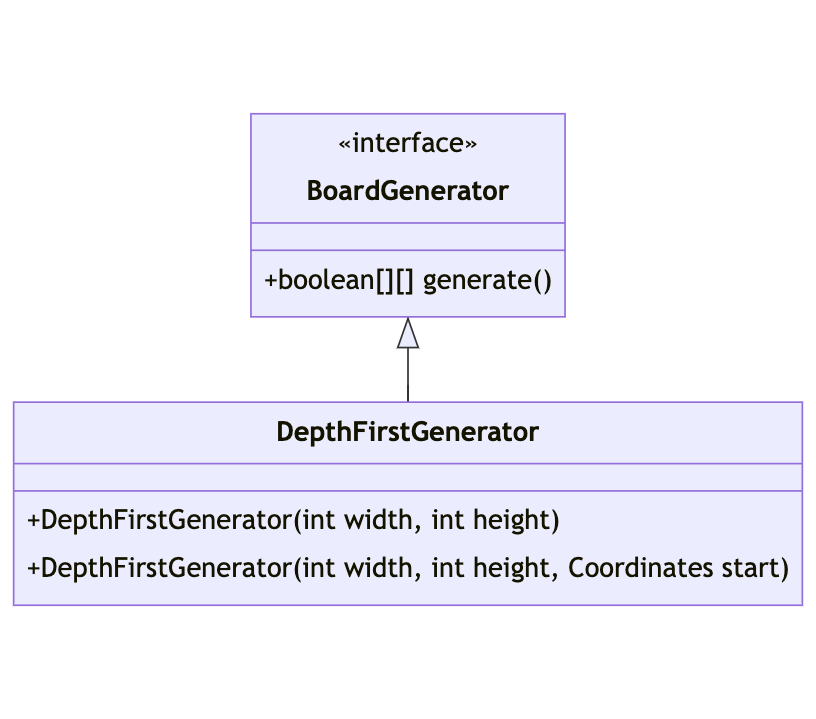 «interface»
BoardGenerator
+boolean[][] generate()
DepthFirstGenerator
+DepthFirstGenerator(int width, int height)
+DepthFirstGenerator(int width, int height, Coordinates start)